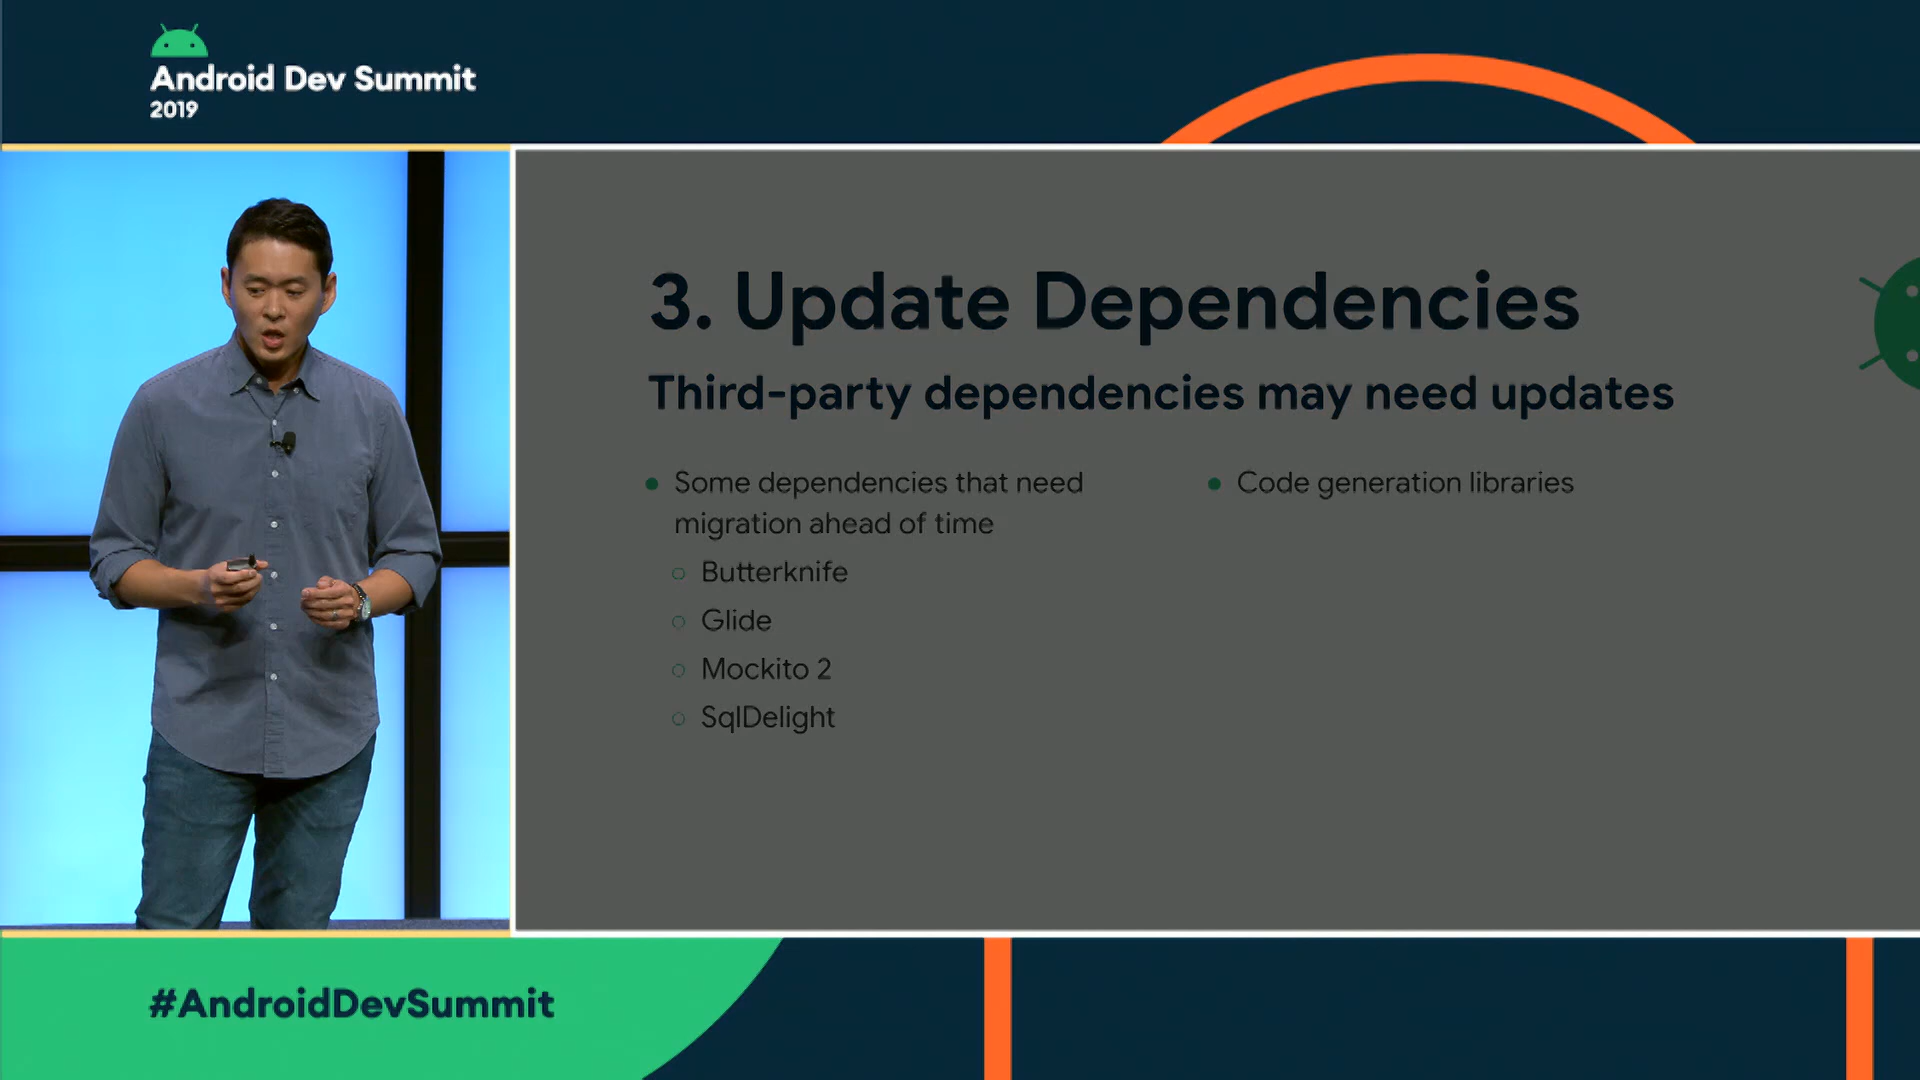 Android Dev Summit
2019
3. Update Dependencies
Third-party dependencies may need updates
Some dependencies that need
migration ahead of time
Butterknife
Glide
Mockito 2
SqlDelight
Code generation libraries
#AndroidDevSummit